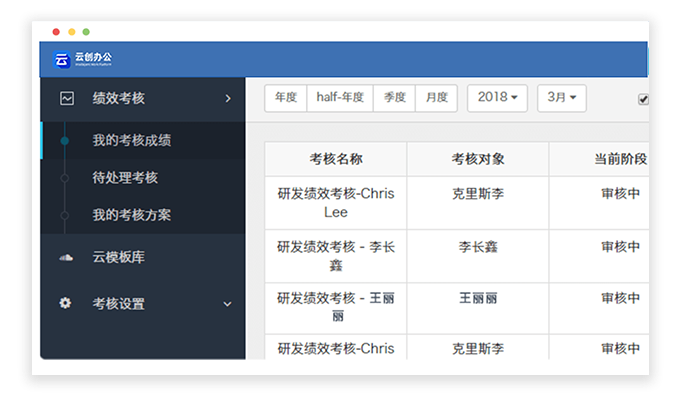 云创办公
绩效考核
年度 half-年度 季度 月度 2018 3月
我的考核成绩
考核名称 考核对象 当前阶段
待处理考核
研发绩效考核-Chris
Lee
克里斯李 审核中
我的考核方案
云模板库
研发绩效考核 - 李长
鑫
李长鑫 审核中
考核设置
研发绩效考核 - 王丽
丽
王丽丽 审核中
研发绩效考核-Chris 克里斯李 审核中